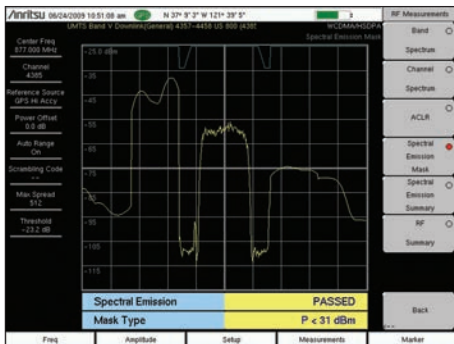 Anritsu 08/24/2009 10:51:08 am N 37° 9' 3" W 121° 39' 5"
RF Measurements
UMTS Band V Downlink(General) 4357-4458 US 800 (4385
WCDMA/HSDPA
Spectral Emission Mask
Center Freq
877.000 MHz
Channel
4385
Reference Source
GPS Hi Accy
Power Offset
0.0 dB
Auto Range
On
Scrambling Code
--
Max Spread
512
Threshold
-23.2 dB
-25.0 dBm
-35
-45
-55
-65
-75
-85
-95
-105
-115
Spectral Emission PASSED
Mask Type P < 31 dBm
Band
Spectrum
Channel
Spectrum
ACLR
Spectral
Emission
Mask
Spectral
Emission
Summary
RF
Summary
Back
Freq Amplitude Setup Measurements Marker